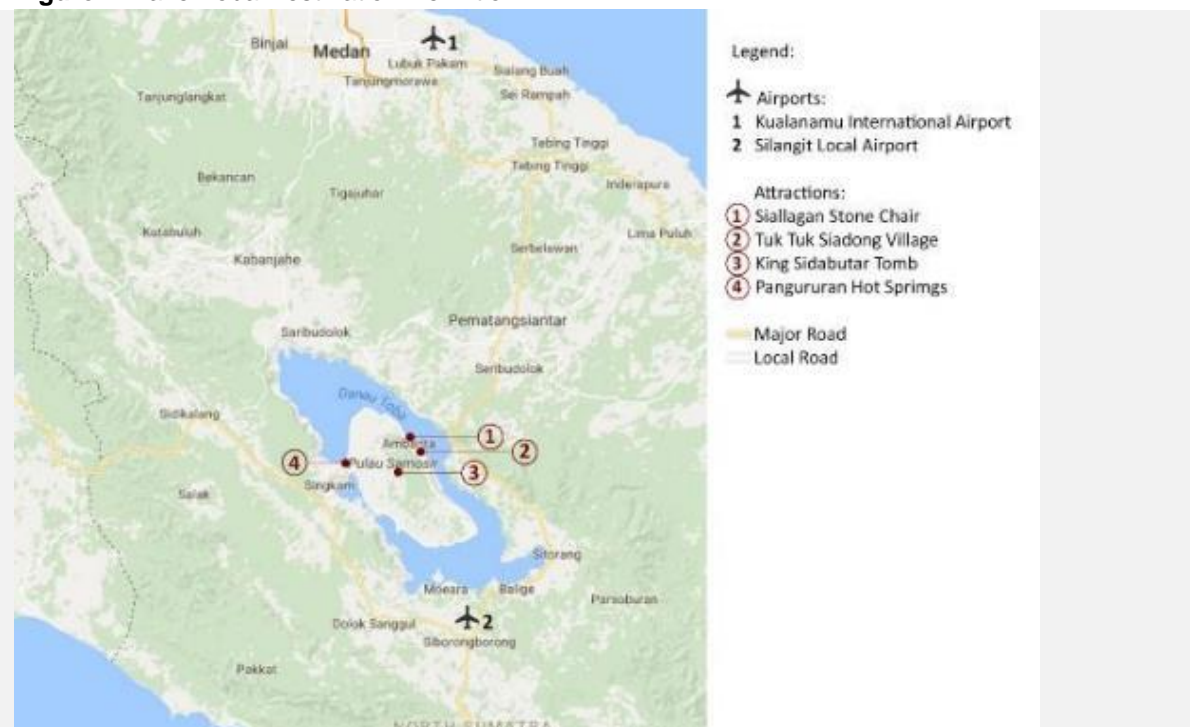 Legend:
Airports:
1 Kualanamu International Airport
2 Silangit Local Airport
Attractions:
1 Siallagan Stone Chair
2 Tuk Tuk Siadong Village
3 King Sidabutar Tomb
4 Pangururan Hot Sprimgs
Major Road
Local Road
Binjai
Medan
1
Lubuk Pakam
Tanjungmorawa
Sialang Buah
Sei Rampah
Tanjunglangkat
Tebing Tinggi
Tebing Tinggi
Bekancan
Tigajuhar
Inderapura
Kutabuluh
Kabanjahe
Serbelawan
Lima Puluh
Saribudolok
Pematangsiantar
Seribudolok
Danau Toba
Sidikalang
Ambarita
1
2
4
Pulau Samosir
3
Salak
Singkam
Sitorang
Moeara
Balige
Parsoburan
2
Dolok Sanggul
Siborongborong
Pakkat
NORTH SUMATRA